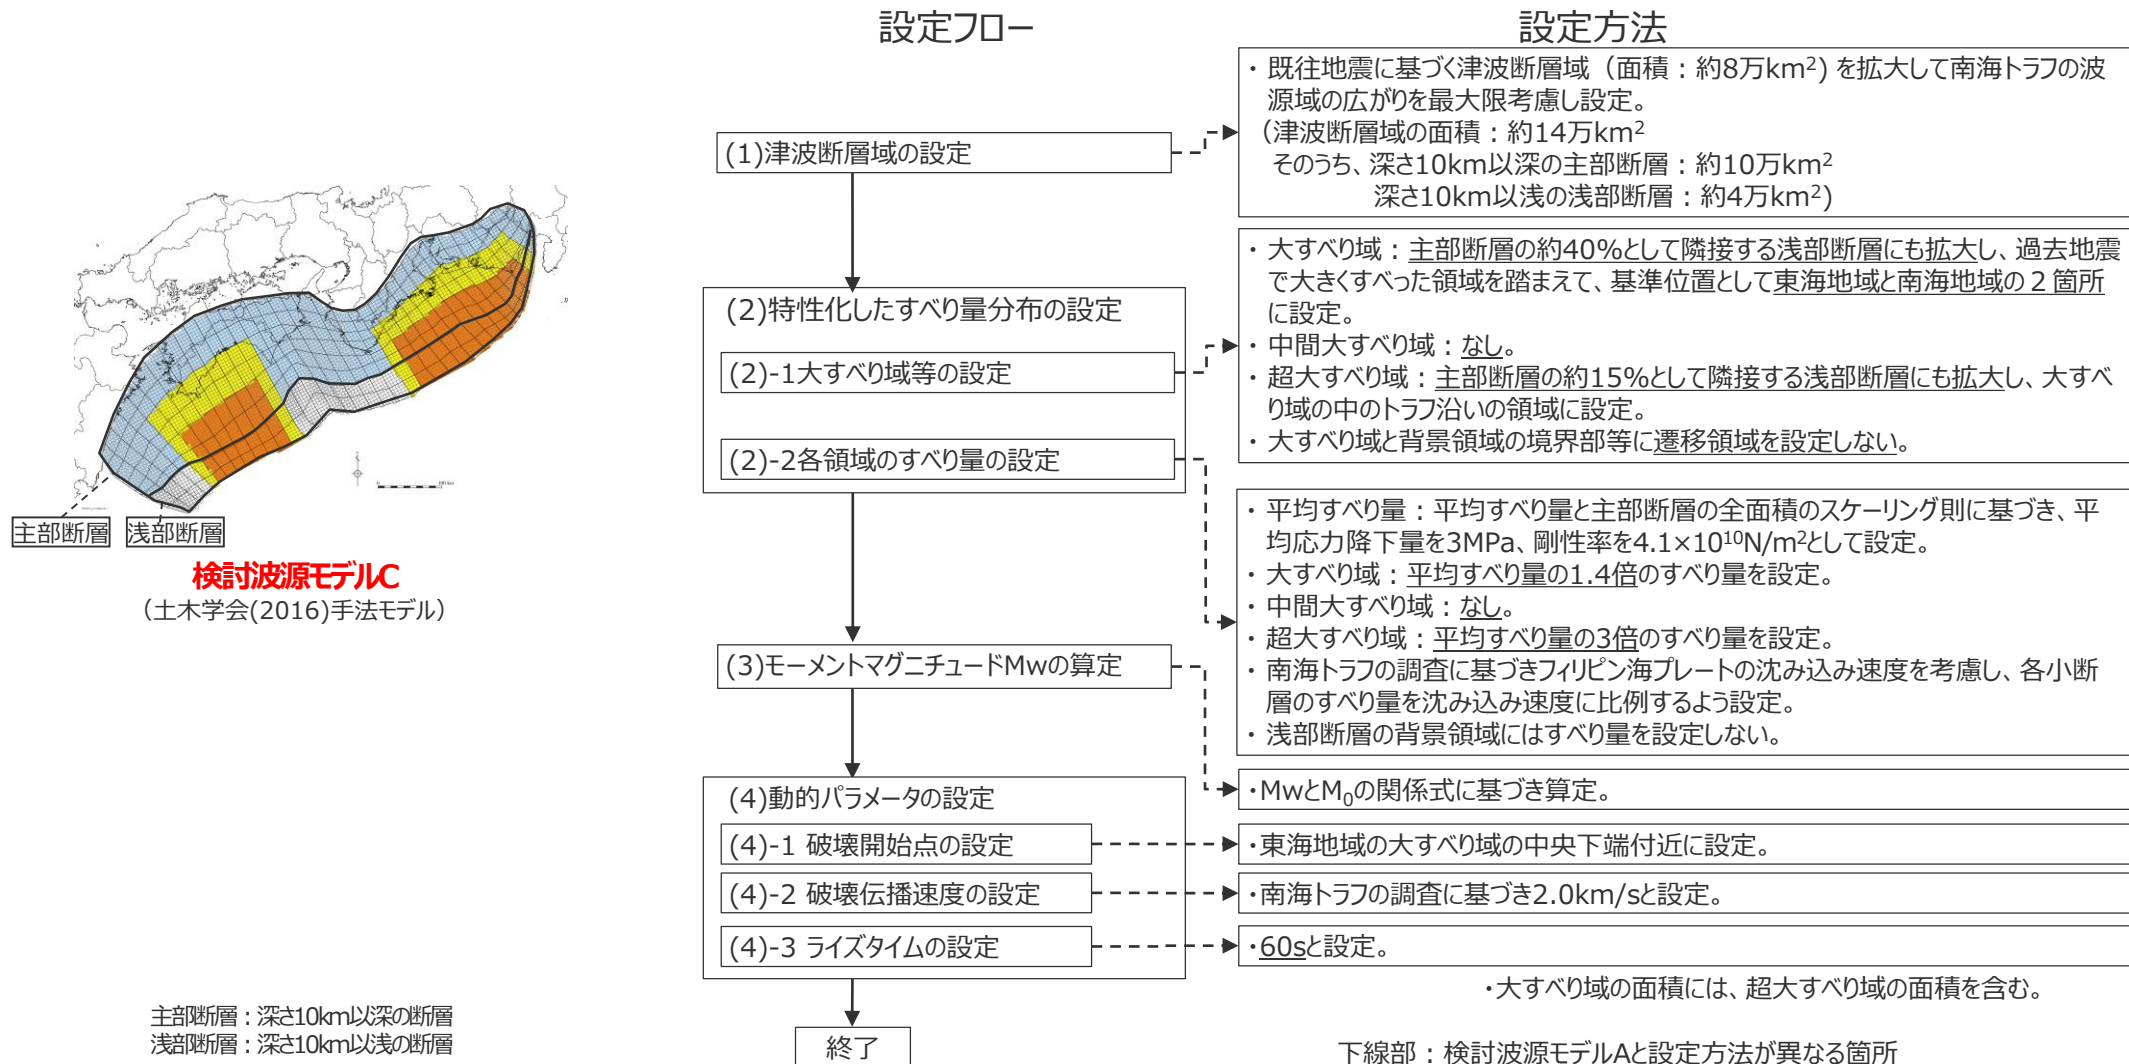 設定フロー
設定方法
(1)津波断層域の設定
・ 既往地震に基づく津波断層域（面積：約8万km²) を拡大して南海トラフの波
源域の広がりを最大限考慮し設定。
（津波断層域の面積：約14万km²
そのうち、深さ10km以深の主部断層：約10万km²
深さ10km以浅の浅部断層：約4万km²)
(2)特性化したすべり量分布の設定
(2)-1大すべり域等の設定
・ 大すべり域：主部断層の約40%として隣接する浅部断層にも拡大し、過去地震
で大きくすべった領域を踏まえて、基準位置として東海地域と南海地域の２箇所
に設定。
・ 中間大すべり域：なし。
・ 超大すべり域：主部断層の約15%として隣接する浅部断層にも拡大し、大すべ
り域の中のトラフ沿いの領域に設定。
・ 大すべり域と背景領域の境界部等に遷移領域を設定しない。
(2)-2各領域のすべり量の設定
・ 平均すべり量：平均すべり量と主部断層の全面積のスケーリング則に基づき、平
均応力降下量を3MPa、剛性率を4.1×10¹⁰N/m²として設定。
・ 大すべり域：平均すべり量の1.4倍のすべり量を設定。
・ 中間大すべり域：なし。
・ 超大すべり域：平均すべり量の3倍のすべり量を設定。
・ 南海トラフの調査に基づきフィリピン海プレートの沈み込み速度を考慮し、各小断
層のすべり量を沈み込み速度に比例するよう設定。
・ 浅部断層の背景領域にはすべり量を設定しない。
(3)モーメントマグニチュードMwの算定
・MwとM₀の関係式に基づき算定。
(4)動的パラメータの設定
(4)-1 破壊開始点の設定
・東海地域の大すべり域の中央下端付近に設定。
(4)-2 破壊伝播速度の設定
・南海トラフの調査に基づき2.0km/sと設定。
(4)-3 ライズタイムの設定
・60sと設定。
終了
・大すべり域の面積には、超大すべり域の面積を含む。
下線部：検討波源モデルAと設定方法が異なる箇所
主部断層
浅部断層
検討波源モデルC
（土木学会(2016)手法モデル）
主部断層：深さ10km以深の断層
浅部断層：深さ10km以浅の断層